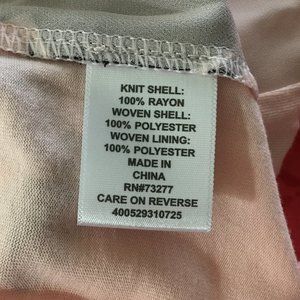 KNIT SHELL:
100% RAYON
WOVEN SHELL:
100% POLYESTER
WOVEN LINING:
100% POLYESTER
MADE IN
CHINA
RN#73277
CARE ON REVERSE
400529310725